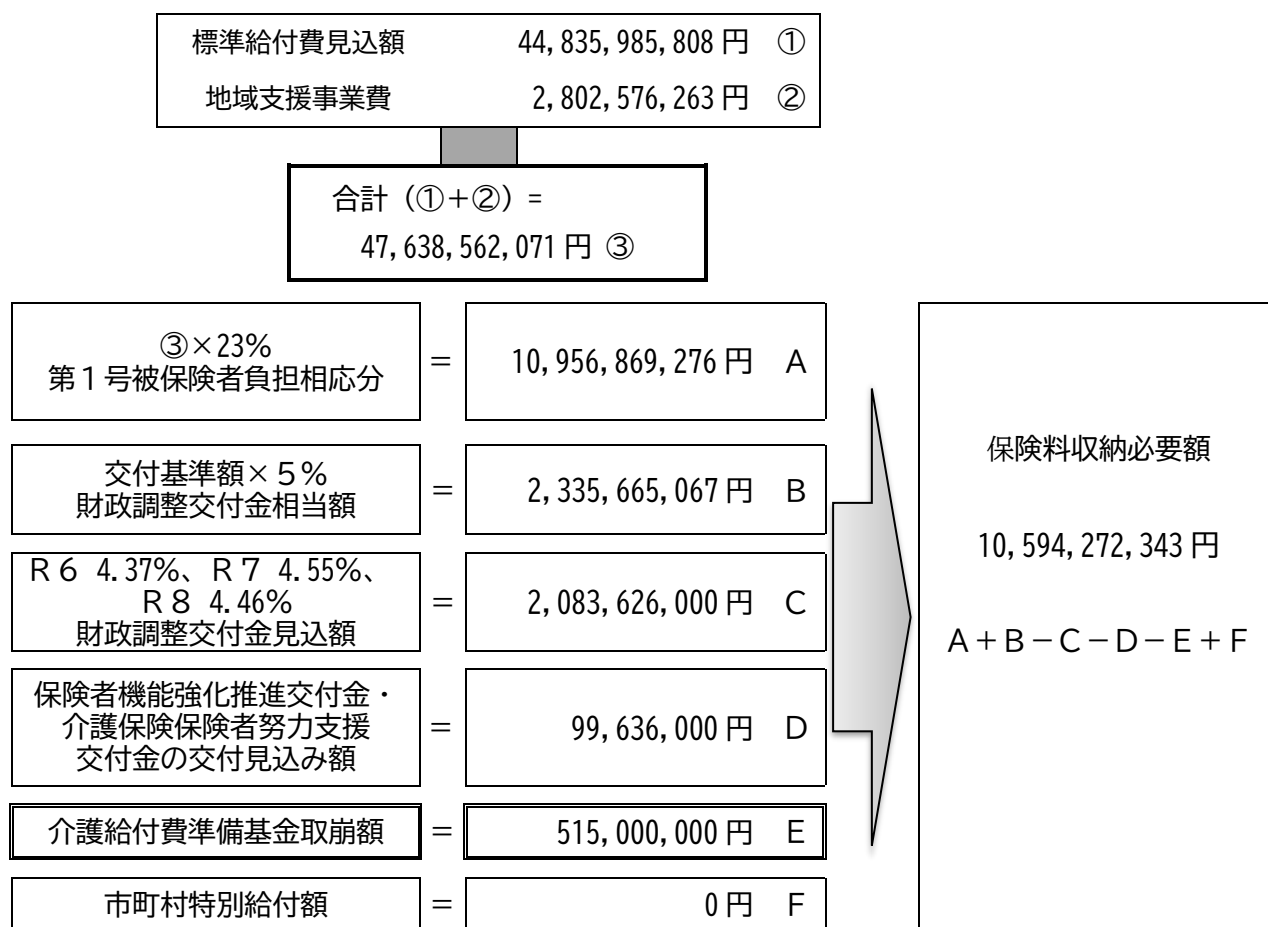 標準給付費見込額 44,835,985,808 円 ①
地域支援事業費 2,802,576,263 円 ②
合計（①＋②）=
47,638,562,071 円 ③
③×23%
第１号被保険者負担相応分
＝
10,956,869,276 円 A
交付基準額×５%
財政調整交付金相当額
＝
2,335,665,067 円 B
Ｒ６ 4.37%、Ｒ７ 4.55%、
Ｒ８ 4.46%
財政調整交付金見込額
＝
2,083,626,000 円 C
保険者機能強化推進交付金・
介護保険保険者努力支援
交付金の交付見込み額
＝
99,636,000 円 D
介護給付費準備基金取崩額
＝
515,000,000 円 E
市町村特別給付額
＝
0 円 F
保険料収納必要額
10,594,272,343 円
A＋B－C－D－E＋F